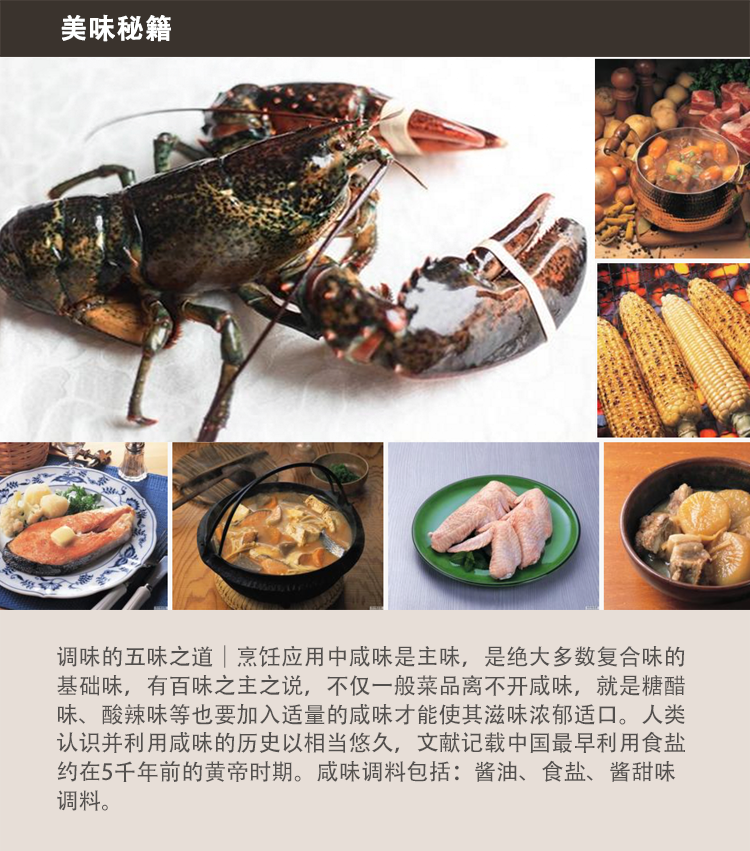 美味秘籍
调味的五味之道｜烹饪应用中咸味是主味，是绝大多数复合味的
基础味，有百味之主之说，不仅一般菜品离不开咸味，就是糖醋
味、酸辣味等也要加入适量的咸味才能使其滋味浓郁适口。人类
认识并利用咸味的历史以相当悠久，文献记载中国最早利用食盐
约在5千年前的黄帝时期。咸味调料包括：酱油、食盐、酱甜味
调料。